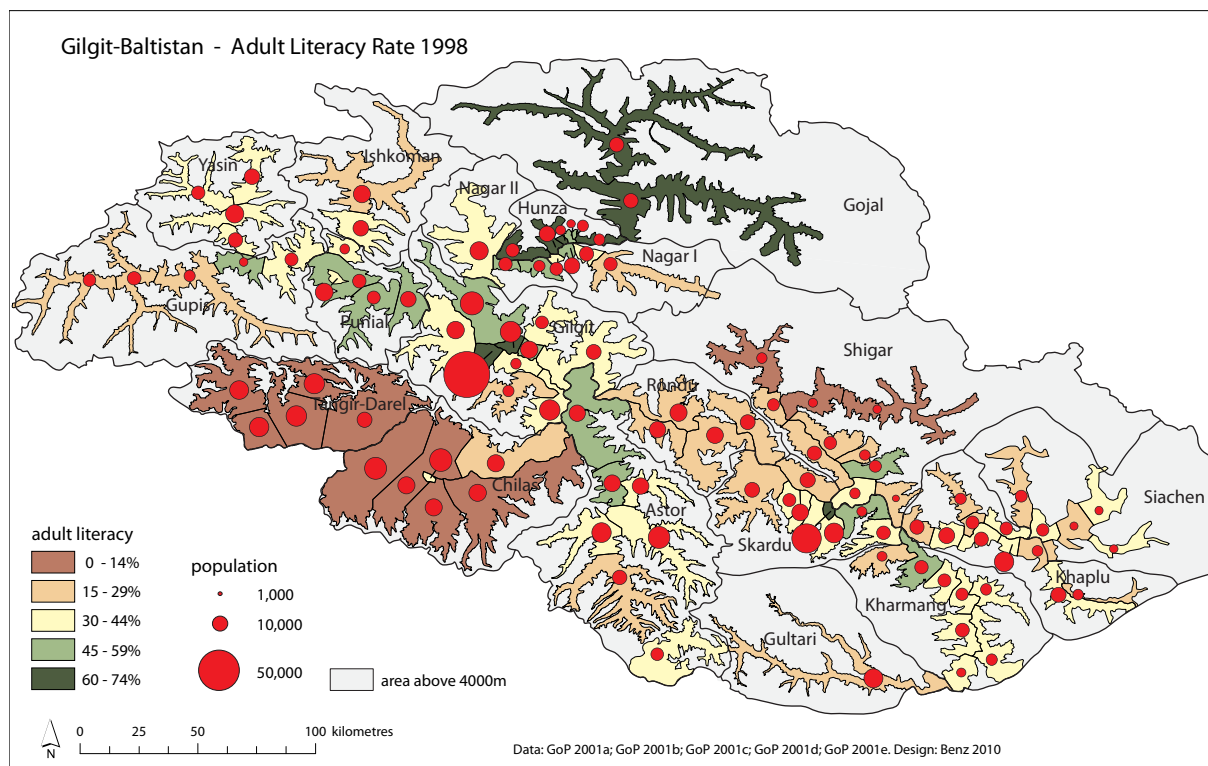 Gilgit-Baltistan - Adult Literacy Rate 1998
Yasin
Ishkoman
Nagar II
Hunza
Gojal
Nagar I
Gupis
Punial
Gilgit
Shigar
Rondu
Tangir-Darel
Chilas
Siachen
Astor
Skardu
Khaplu
Kharmang
Gultari
adult literacy
0 - 14%
15 - 29%
30 - 44%
45 - 59%
60 - 74%
population
1,000
10,000
50,000
area above 4000m
N
0 25 50 100 kilometres
Data: GoP 2001a; GoP 2001b; GoP 2001c; GoP 2001d; GoP 2001e. Design: Benz 2010